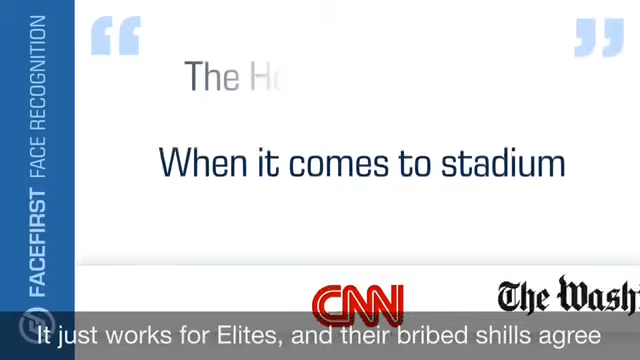 FACEFIRST FACE RECOGNITION
“ ”
The
When it comes to stadium
CNN The
It just works for Elites, and their bribed shills agree